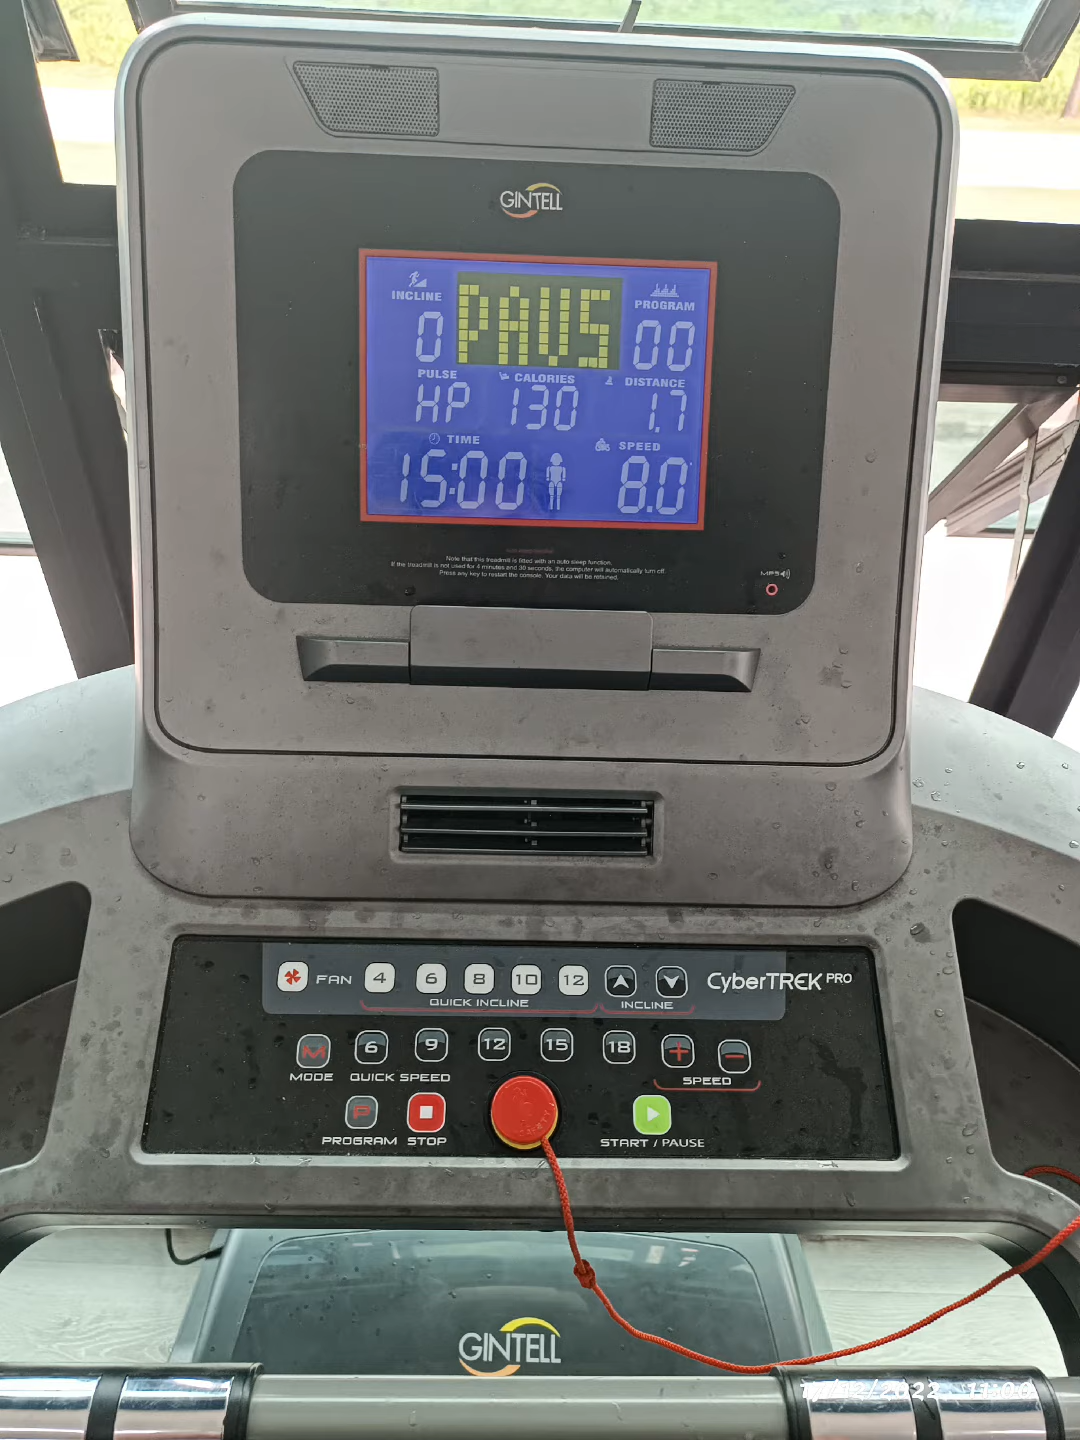 GINTELL
INCLINE
0
PAUS
PROGRAM
00
PULSE
HP
CALORIES
130
DISTANCE
1.7
TIME
15:00
SPEED
8.0
Note that this treadmill is fitted with an auto sleep function.
If the treadmill is not used for 4 minutes and 30 seconds, the computer will automatically turn off.
Press any key to restart the console. Your data will be retained.
MP3
FAN 4 6 8 10 12
QUICK INCLINE
INCLINE
CyberTREK PRO
M 6 9 12 15 18 + −
MODE QUICK SPEED
SPEED
P
PROGRAM STOP
START / PAUSE
GINTELL